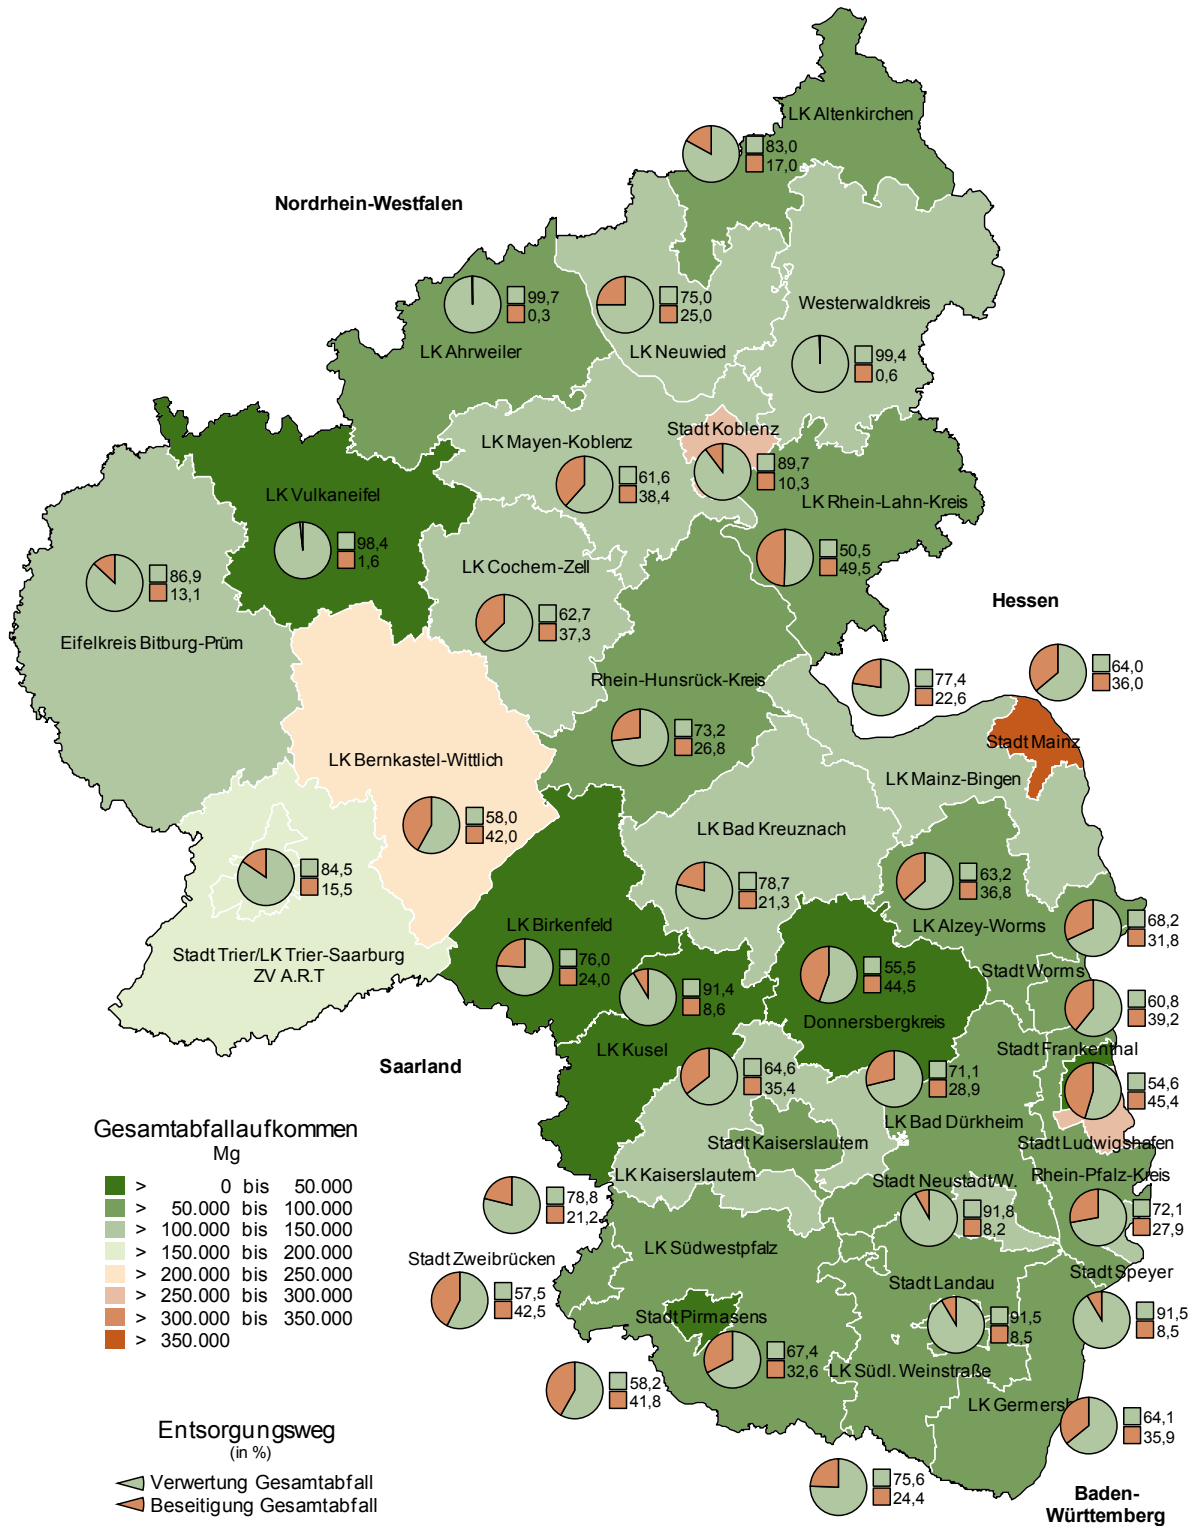 LK Altenkirchen
83,0
17,0
Nordrhein-Westfalen
99,7
0,3
LK Ahrweiler
75,0
25,0
LK Neuwied
Westerwaldkreis
99,4
0,6
Stadt Koblenz
89,7
10,3
LK Mayen-Koblenz
61,6
38,4
LK Rhein-Lahn-Kreis
50,5
49,5
LK Vulkaneifel
98,4
1,6
86,9
13,1
Eifelkreis Bitburg-Prüm
LK Cochem-Zell
62,7
37,3
Hessen
77,4
22,6
64,0
36,0
Rhein-Hunsrück-Kreis
73,2
26,8
Stadt Mainz
LK Mainz-Bingen
LK Bernkastel-Wittlich
58,0
42,0
LK Bad Kreuznach
78,7
21,3
84,5
15,5
Stadt Trier/LK Trier-Saarburg
ZV A.R.T
63,2
36,8
LK Alzey-Worms
68,2
31,8
Stadt Worms
LK Birkenfeld
76,0
24,0
91,4
8,6
LK Kusel
55,5
44,5
Donnersbergkreis
60,8
39,2
Stadt Frankenthal
Saarland
64,6
35,4
71,1
28,9
LK Bad Dürkheim
54,6
45,4
Stadt Ludwigshafen
Stadt Kaiserslautern
LK Kaiserslautern
Stadt Neustadt/W.
91,8
8,2
Rhein-Pfalz-Kreis
72,1
27,9
78,8
21,2
LK Südwestpfalz
Stadt Zweibrücken
57,5
42,5
Stadt Landau
91,5
8,5
Stadt Speyer
91,5
8,5
Stadt Pirmasens
67,4
32,6
LK Südl. Weinstraße
58,2
41,8
LK Germersh
64,1
35,9
75,6
24,4
Baden-
Württemberg
Gesamtabfallaufkommen
Mg
> 0 bis 50.000
> 50.000 bis 100.000
> 100.000 bis 150.000
> 150.000 bis 200.000
> 200.000 bis 250.000
> 250.000 bis 300.000
> 300.000 bis 350.000
> 350.000
Entsorgungsweg
(in %)
Verwertung Gesamtabfall
Beseitigung Gesamtabfall